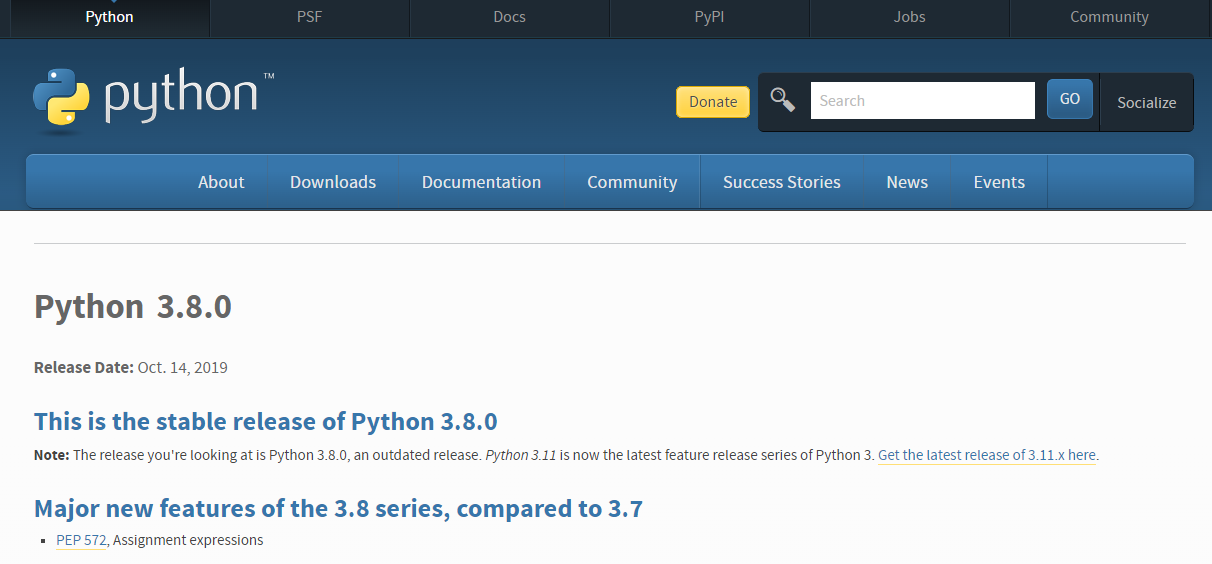 Python PSF Docs PyPI Jobs Community
python™ Donate Search GO Socialize
About Downloads Documentation Community Success Stories News Events
Python 3.8.0
Release Date: Oct. 14, 2019
This is the stable release of Python 3.8.0
Note: The release you're looking at is Python 3.8.0, an outdated release. Python 3.11 is now the latest feature release series of Python 3. Get the latest release of 3.11.x here.
Major new features of the 3.8 series, compared to 3.7
▪ PEP 572, Assignment expressions